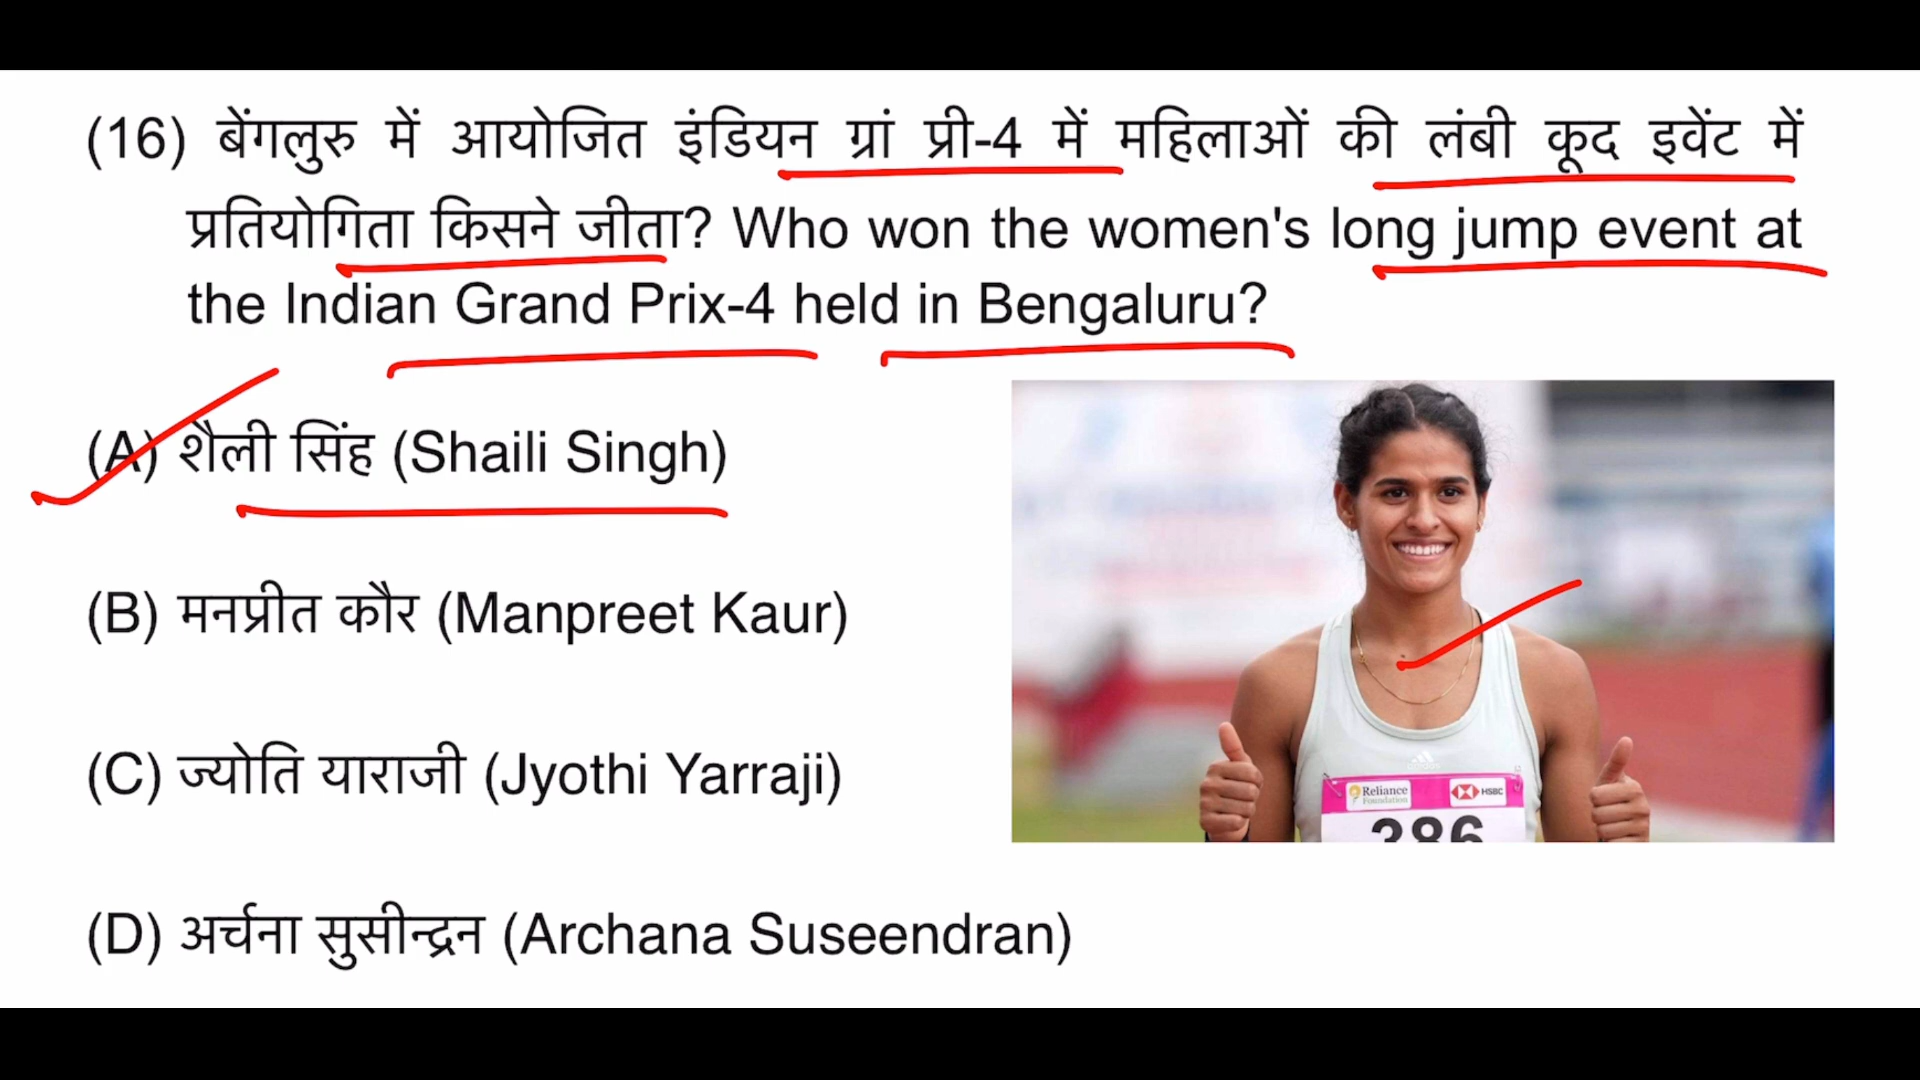 (16) बेंगलुरु में आयोजित इंडियन ग्रां प्री-4 में महिलाओं की लंबी कूद इवेंट में
प्रतियोगिता किसने जीता? Who won the women's long jump event at
the Indian Grand Prix-4 held in Bengaluru?
(A) शैली सिंह (Shaili Singh)
(B) मनप्रीत कौर (Manpreet Kaur)
(C) ज्योति याराजी (Jyothi Yarraji)
(D) अर्चना सुसीन्द्रन (Archana Suseendran)
adidas
Reliance
Foundation
HSBC
386